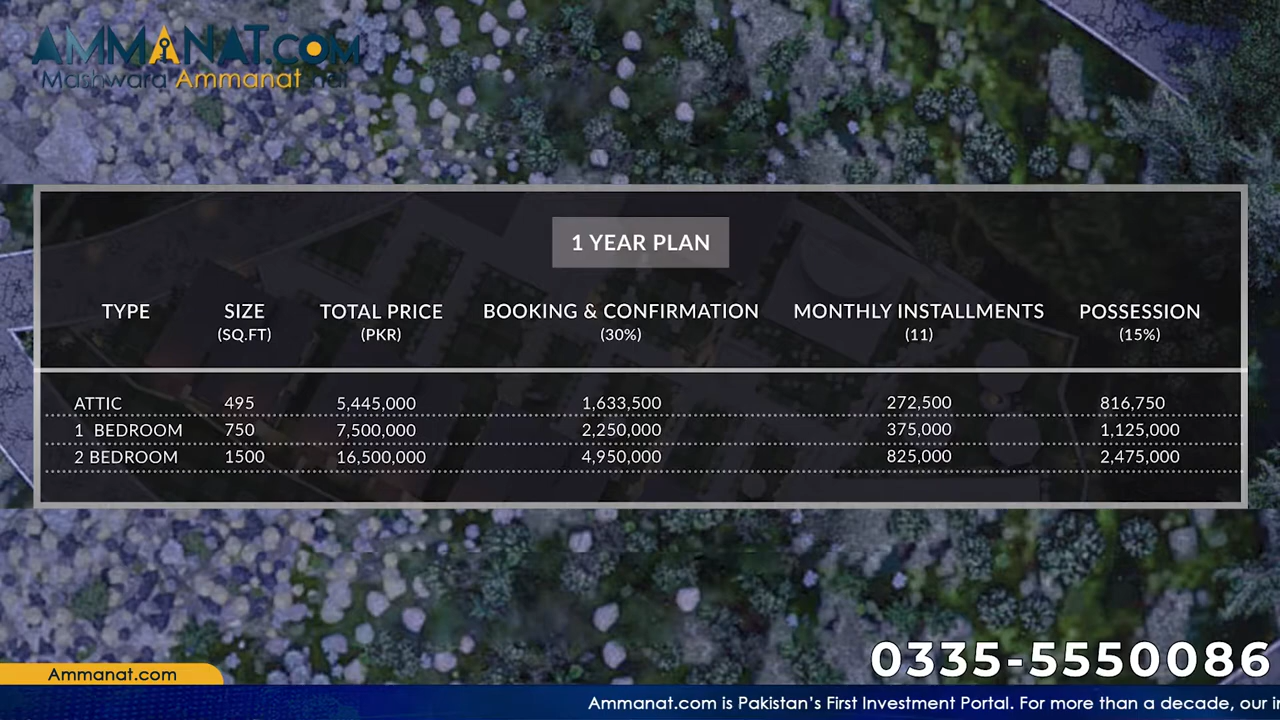 AMMANAT.COM
Mashwara Ammanat.nei
1 YEAR PLAN
TYPE SIZE TOTAL PRICE BOOKING & CONFIRMATION MONTHLY INSTALLMENTS POSSESSION
(SQ.FT) (PKR) (30%) (11) (15%)
ATTIC 495 5,445,000 1,633,500 272,500 816,750
1 BEDROOM 750 7,500,000 2,250,000 375,000 1,125,000
2 BEDROOM 1500 16,500,000 4,950,000 825,000 2,475,000
0335-5550086
Ammanat.com
Ammanat.com is Pakistan's First Investment Portal. For more than a decade, our i